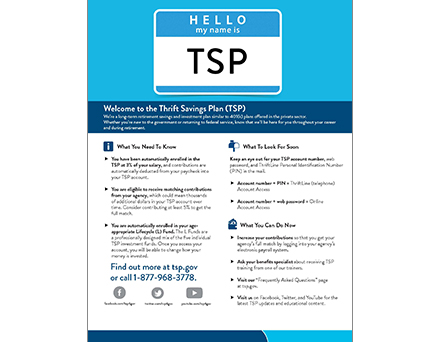 HELLO
my name is
TSP
Welcome to the Thrift Savings Plan (TSP)
We're a long-term retirement savings and investment plan similar to 401(k) plans offered in the private sector.
Whether you're new to the government or returning to federal service, know that we'll be here for you throughout your career
and during retirement.
What You Need To Know
You have been automatically enrolled in the
TSP at 3% of your salary, and contributions are
automatically deducted from your paycheck into
your TSP account.
You are eligible to receive matching contributions
from your agency, which could mean thousands
of additional dollars in your TSP account over
time. Consider contributing at least 5% to get the
full match.
You are automatically enrolled in your age-
appropriate Lifecycle (L) Fund. The L Funds are
a professionally designed mix of the five individual
TSP investment funds. Once you access your
account, you will be able to change how your
money is invested.
Find out more at tsp.gov
or call 1-877-968-3778.
facebook.com/tsp4gov
twitter.com/tsp4gov
youtube.com/tsp4gov
What To Look For Soon
Keep an eye out for your TSP account number, web
password, and ThriftLine Personal Identification Number
(PIN) in the mail.
Account number + PIN = ThriftLine (telephone)
Account Access
Account number + web password = Online
Account Access
What You Can Do Now
Increase your contributions so that you get your
agency's full match by logging into your agency's
electronic payroll system.
Ask your benefits specialist about receiving TSP
training from one of our trainers.
Visit our "Frequently Asked Questions" page
at tsp.gov.
Visit us on Facebook, Twitter, and YouTube for the
latest TSP updates and educational content.